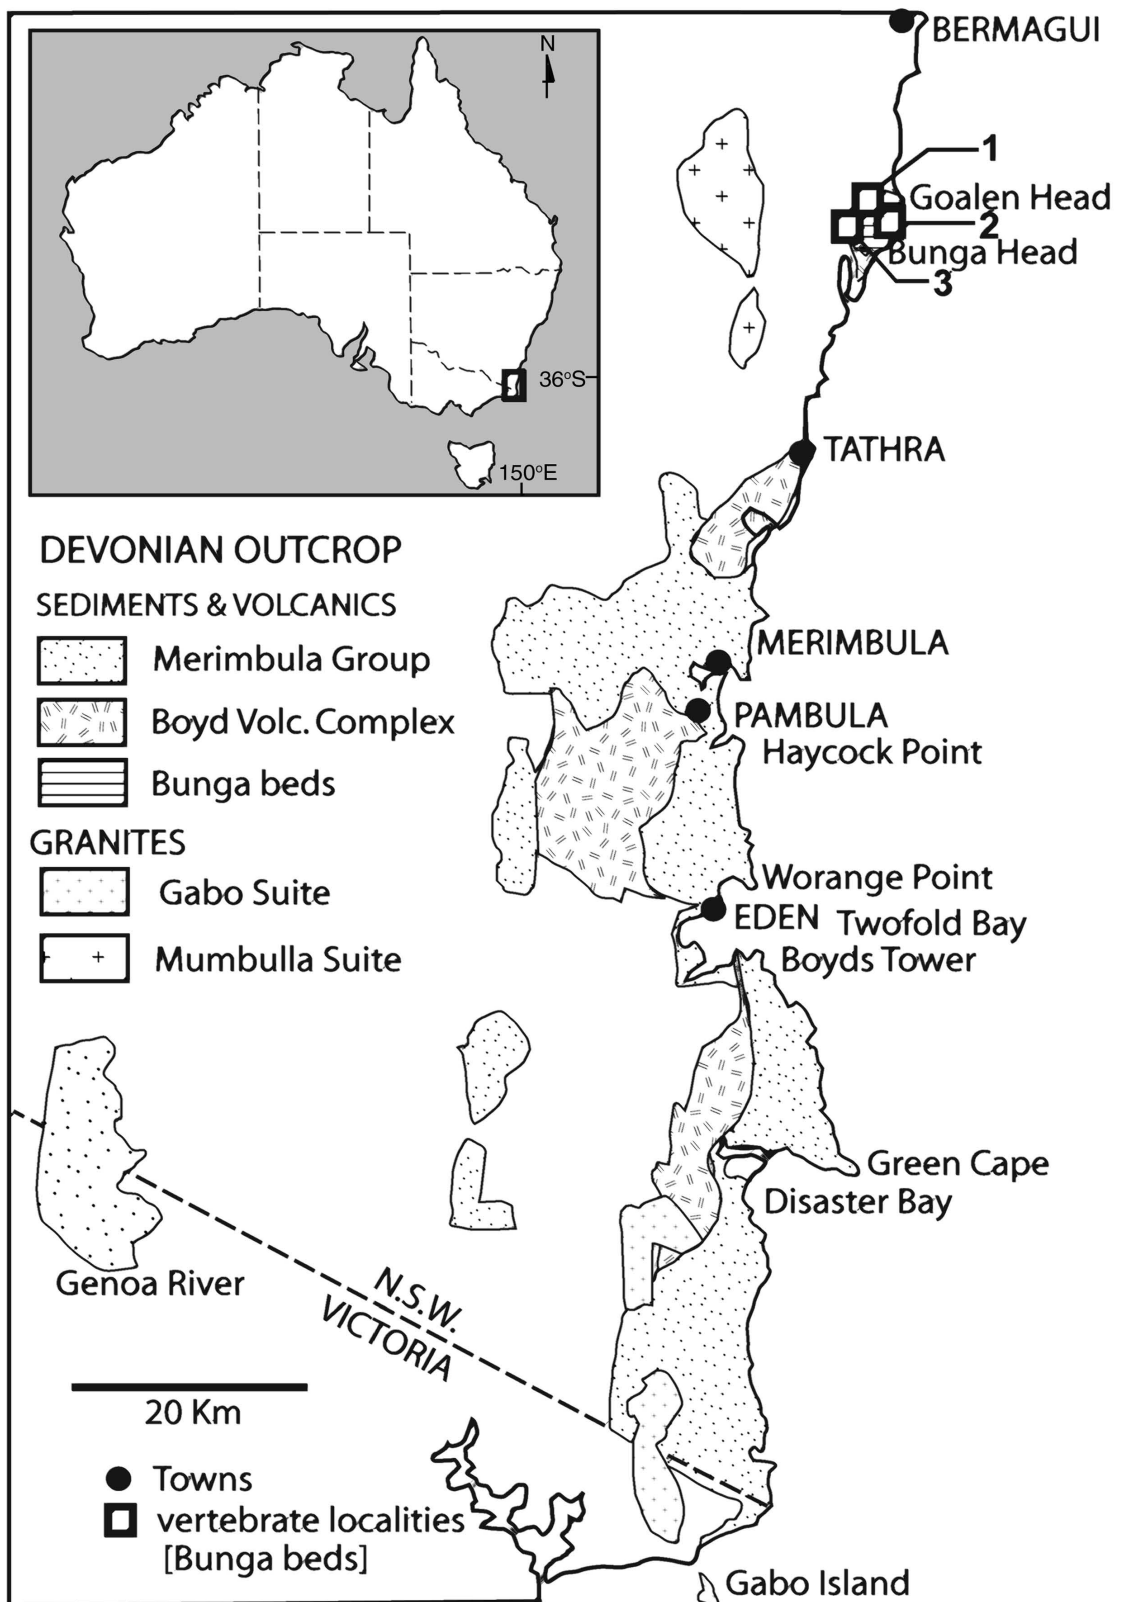 BERMAGUI
N
1
Goalen Head
2
Bunga Head
3
36°S
150°E
TATHRA
DEVONIAN OUTCROP
SEDIMENTS & VOLCANICS
Merimbula Group
Boyd Volc. Complex
Bunga beds
GRANITES
Gabo Suite
Mumbulla Suite
MERIMBULA
PAMBULA
Haycock Point
Worange Point
EDEN Twofold Bay
Boyds Tower
Green Cape
Disaster Bay
Genoa River
N.S.W.
VICTORIA
20 Km
Towns
vertebrate localities
[Bunga beds]
Gabo Island